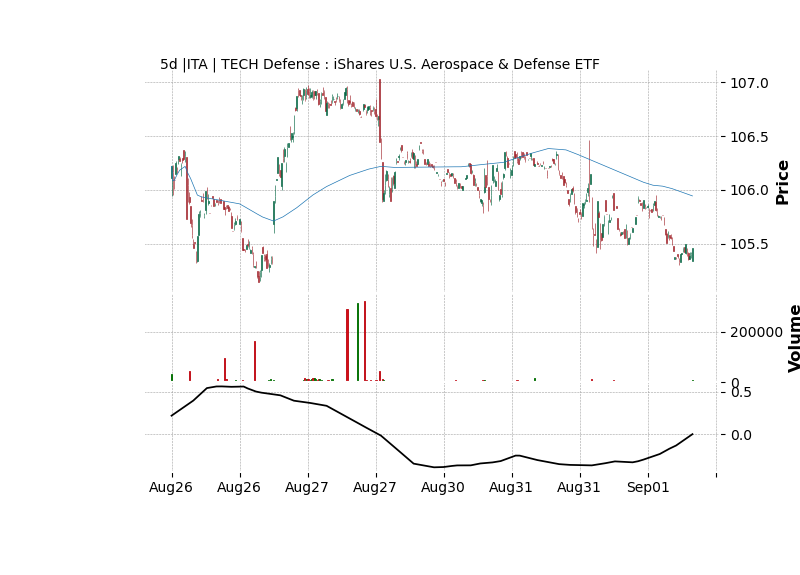 5d |ITA | TECH Defense : iShares U.S. Aerospace & Defense ETF
107.0
106.5
106.0
105.5
Price
200000
0
Volume
0.5
0.0
Aug26 Aug26 Aug27 Aug27 Aug30 Aug31 Aug31 Sep01